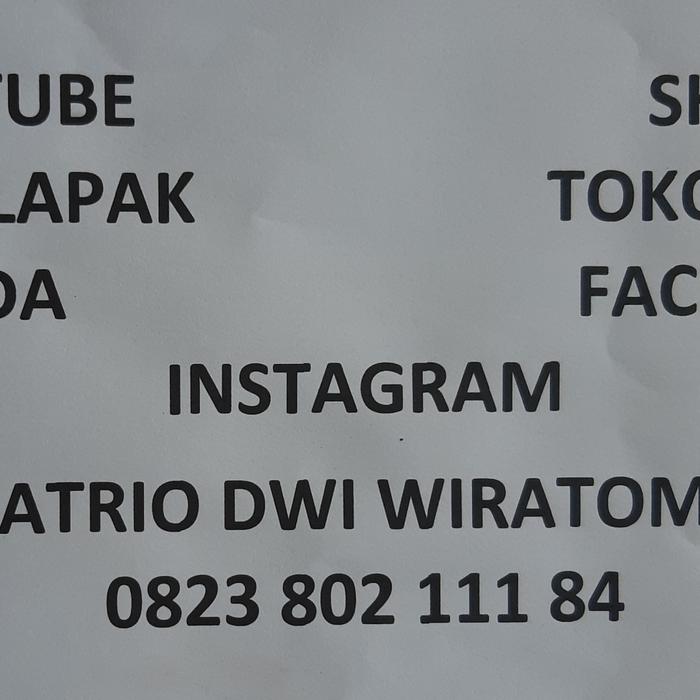 TUBE SH
LAPAK TOKO
DA FAC
INSTAGRAM
ATRIO DWI WIRATOM
0823 802 111 84